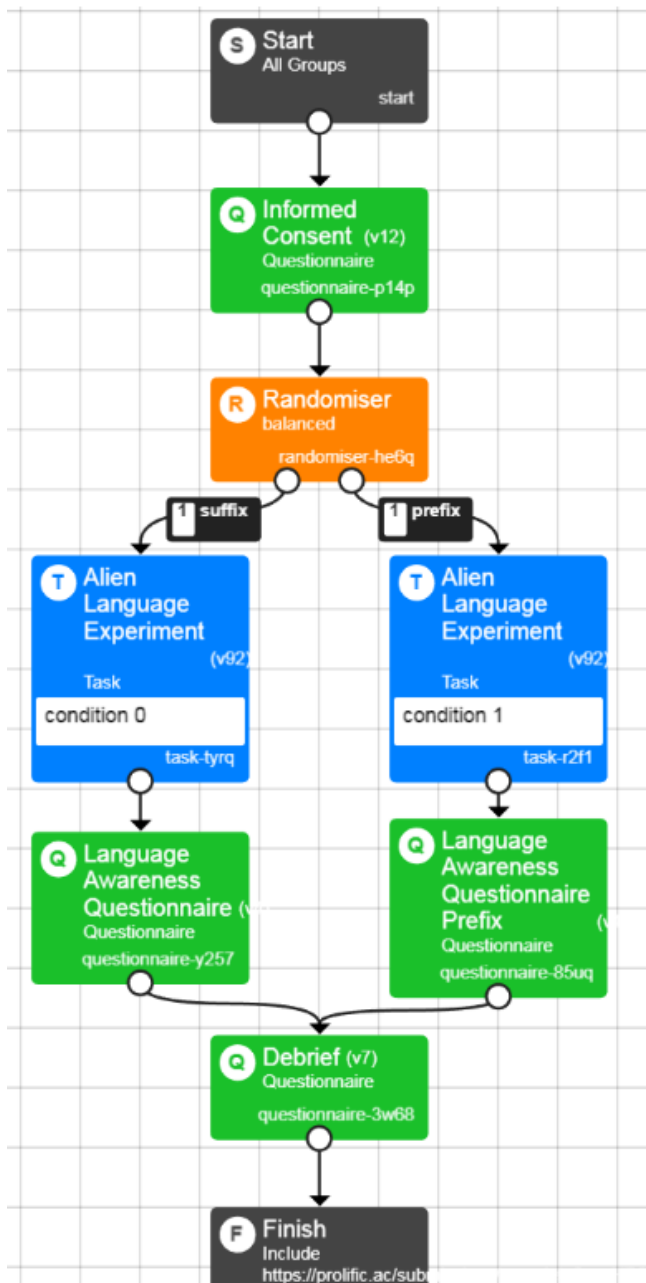 S Start
All Groups
start
Q Informed
Consent (v12)
Questionnaire
questionnaire-p14p
R Randomiser
balanced
randomiser-he6q
1 suffix
1 prefix
T Alien
Language
Experiment
(v92)
Task
condition 0
task-tyrq
T Alien
Language
Experiment
(v92)
Task
condition 1
task-r2f1
Q Language
Awareness
Questionnaire
Questionnaire
questionnaire-y257
Q Language
Awareness
Questionnaire
Prefix
Questionnaire
questionnaire-85uq
Q Debrief (v7)
Questionnaire
questionnaire-3w68
F Finish
Include
https://prolific.ac/sub